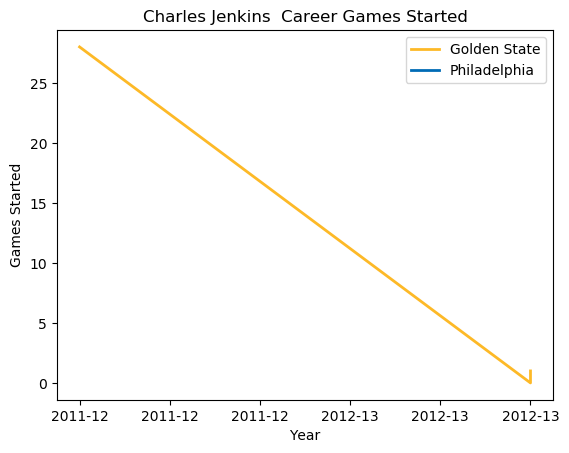 Charles Jenkins  Career Games Started
Golden State
Philadelphia
25
20
15
10
5
0
Games Started
2011-12 2011-12 2011-12 2012-13 2012-13 2012-13
Year